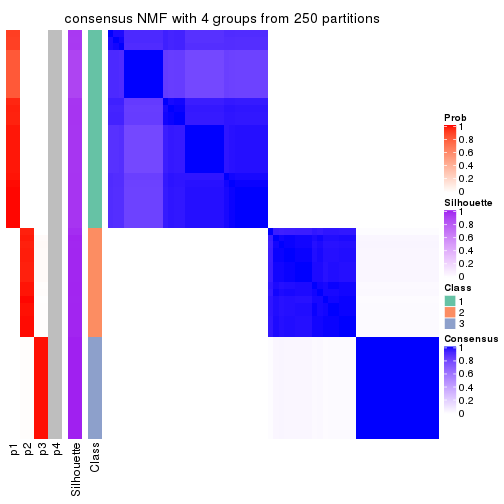 consensus NMF with 4 groups from 250 partitions
Prob
1
0.8
0.6
0.4
0.2
0
Silhouette
1
0.8
0.6
0.4
0.2
0
Class
1
2
3
Consensus
1
0.8
0.6
0.4
0.2
0
p1
p2
p3
p4
Silhouette
Class